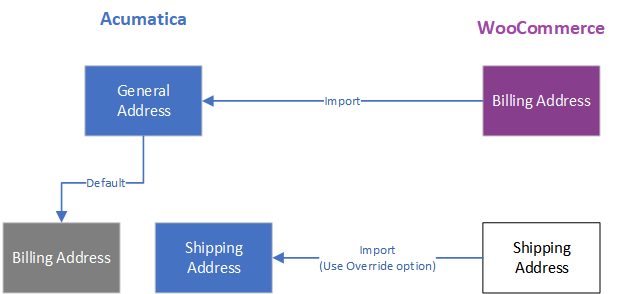 Acumatica
WooCommerce
General
Address
Import
Billing Address
Default
Billing Address
Shipping
Address
Import
(Use Override option)
Shipping
Address